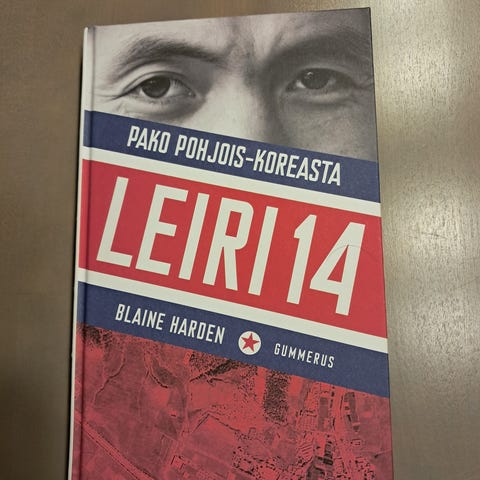 PAKO POHJOIS-KOREASTA
LEIRI 14
BLAINE HARDEN GUMMERUS